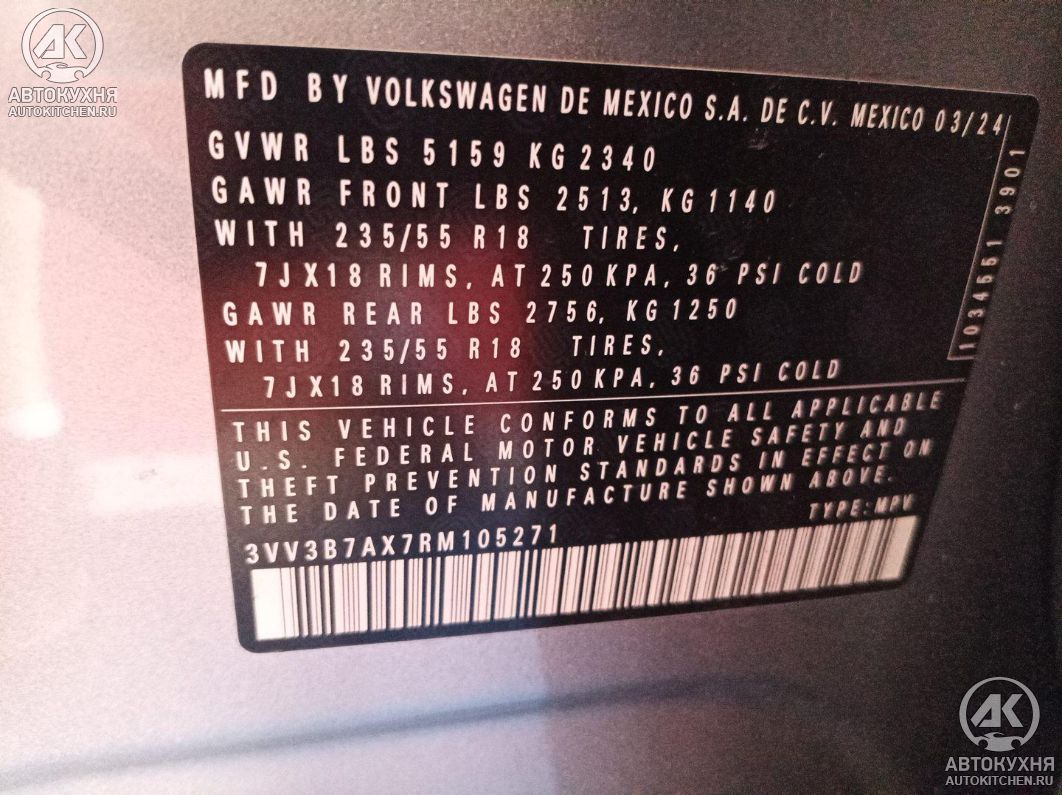 АК
АВТОКУХНЯ
AUTOKITCHEN.RU
MFD BY VOLKSWAGEN DE MEXICO S.A. DE C.V. MEXICO 03/24
GVWR LBS 5159 KG 2340
GAWR FRONT LBS 2513, KG 1140
WITH 235/55 R18 TIRES,
7JX18 RIMS, AT 250 KPA, 36 PSI COLD
GAWR REAR LBS 2756, KG 1250
WITH 235/55 R18 TIRES,
7JX18 RIMS, AT 250 KPA, 36 PSI COLD
1034551 3901
THIS VEHICLE CONFORMS TO ALL APPLICABLE
U.S. FEDERAL MOTOR VEHICLE SAFETY AND
THEFT PREVENTION STANDARDS IN EFFECT ON
THE DATE OF MANUFACTURE SHOWN ABOVE.
TYPE: MPV
3VV3B7AX7RM105271
АК
АВТОКУХНЯ
AUTOKITCHEN.RU